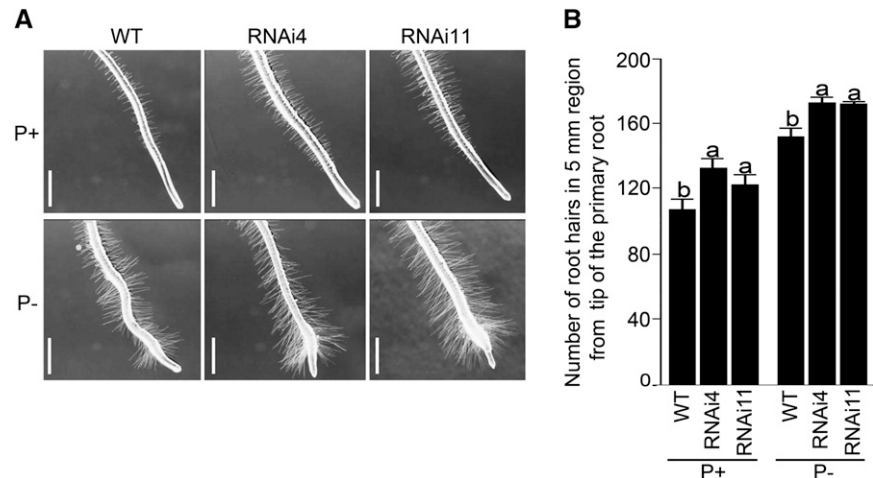 A
WT RNAi4 RNAi11
P+
P-
B
Number of root hairs in 5 mm region
from tip of the primary root
200
160
120
80
40
0
b a a b a a
WT RNAi4 RNAi11 WT RNAi4 RNAi11
P+ P-